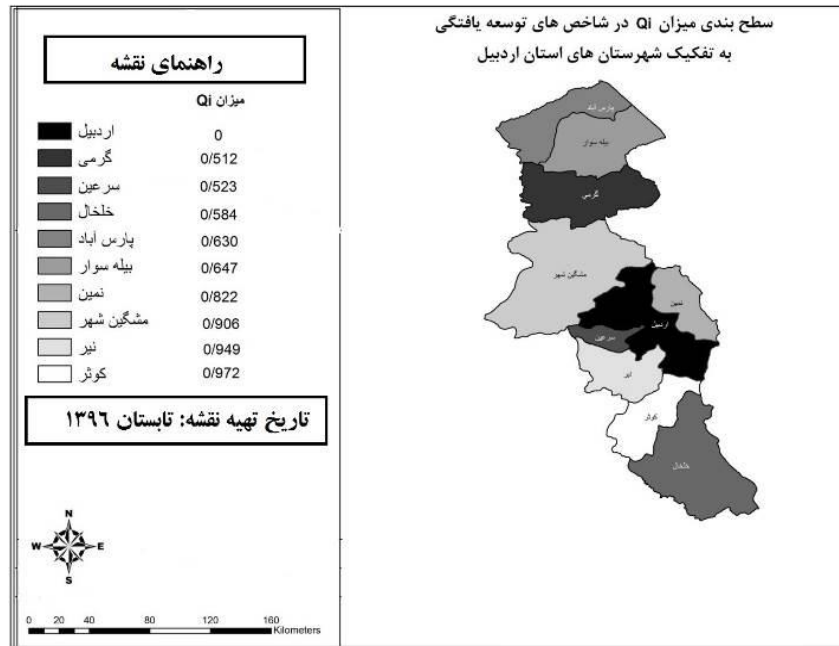 سطح بندی میزان Qi در شاخص های توسعه یافتگی
به تفکیک شهرستان های استان اردبیل
راهنمای نقشه
میزان Qi
اردبیل 0
گرمی 0/512
سرعین 0/523
خلخال 0/584
پارس آباد 0/630
بیله سوار 0/647
نمین 0/822
مشگین شهر 0/906
نیر 0/949
کوثر 0/972
تاریخ تهیه نقشه: تابستان ۱۳۹۶
N
W E
S
0 20 40 80 120 160
Kilometers
پارس آباد
بیله سوار
گرمی
مشگین شهر
نمین
اردبیل
سرعین
نیر
کوثر
خلخال